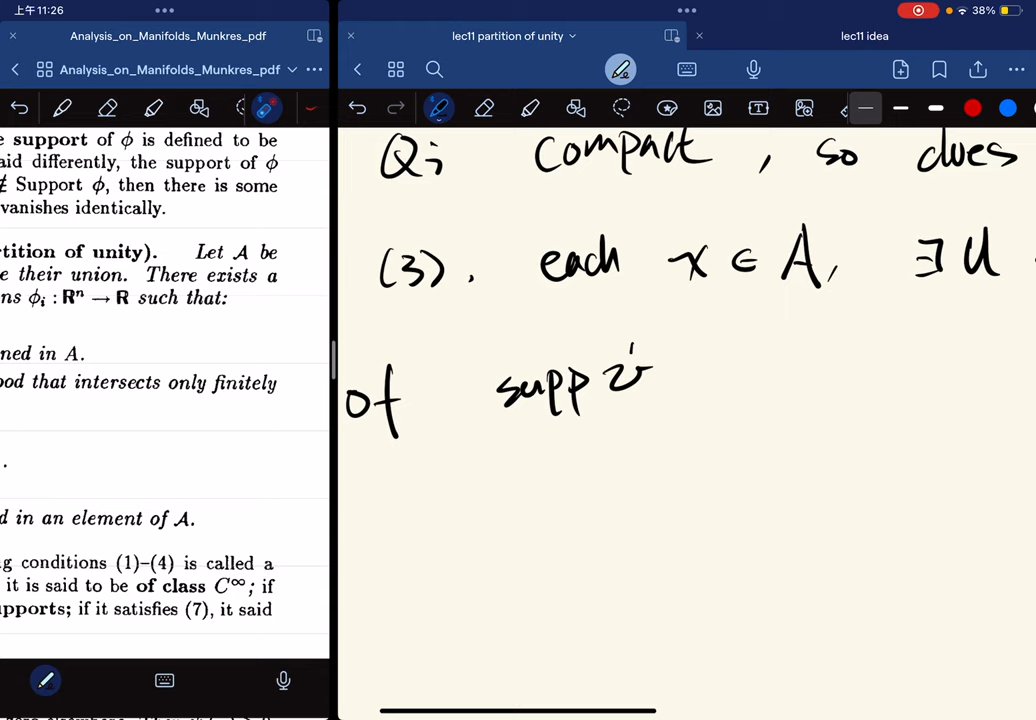 上午11:26
38%
Analysis_on_Manifolds_Munkres_pdf
lec11 partition of unity
lec11 idea
Analysis_on_Manifolds_Munkres_pdf
e support of ϕ is defined to be
aid differently, the support of ϕ
∉ Support ϕ, then there is some
vanishes identically.
rtition of unity). Let A be
e their union. There exists a
ns ϕi : Rⁿ → R such that:
ned in A.
ood that intersects only finitely
.
d in an element of A.
ng conditions (1)–(4) is called a
it is said to be of class C∞; if
pports; if it satisfies (7), it said
Qi compact, so does
(3). each x ∈ A, ∃ U
of supp